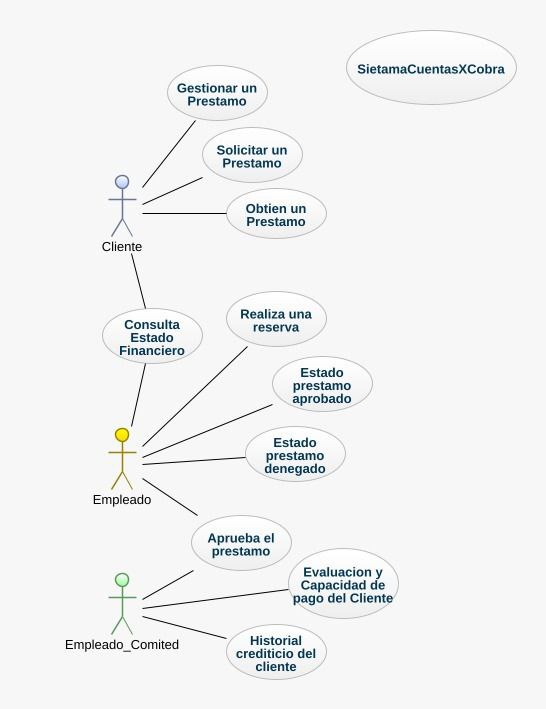 SietamaCuentasXCobra
Gestionar un
Prestamo
Solicitar un
Prestamo
Obtien un
Prestamo
Cliente
Consulta
Estado
Financiero
Realiza una
reserva
Estado
prestamo
aprobado
Estado
prestamo
denegado
Empleado
Aprueba el
prestamo
Evaluacion y
Capacidad de
pago del Cliente
Empleado_Comited
Historial
crediticio del
cliente